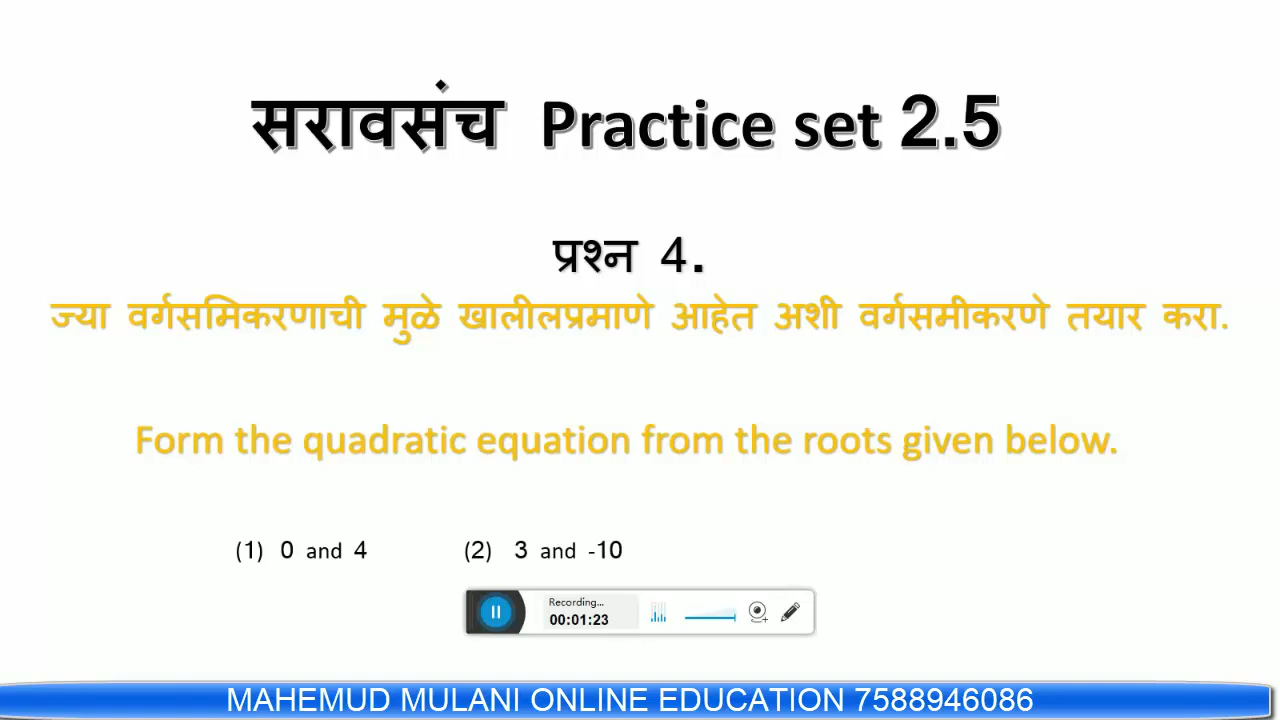 सरावसंच Practice set 2.5
प्रश्न 4.
ज्या वर्गसमिकरणाची मुळे खालीलप्रमाणे आहेत अशी वर्गसमीकरणे तयार करा.
Form the quadratic equation from the roots given below.
(1) 0 and 4 (2) 3 and -10
Recording...
00:01:23
MAHEMUD MULANI ONLINE EDUCATION 7588946086